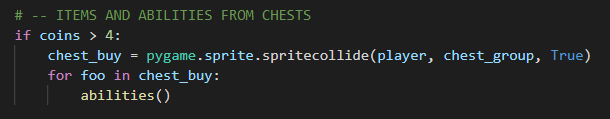 # -- ITEMS AND ABILITIES FROM CHESTS
if coins > 4:
    chest_buy = pygame.sprite.spritecollide(player, chest_group, True)
    for foo in chest_buy:
        abilities()